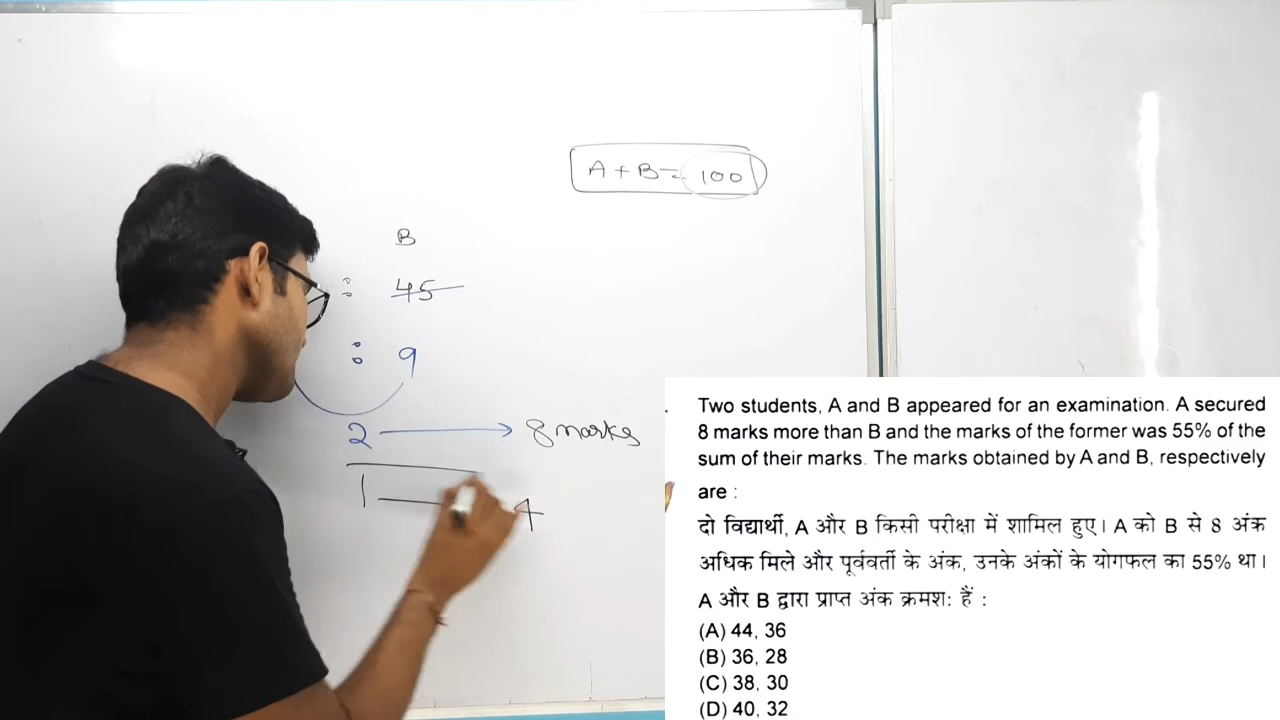 A + B = 100
B
: 45
: 9
2 → 8 marks
1 — 4
Two students, A and B appeared for an examination. A secured
8 marks more than B and the marks of the former was 55% of the
sum of their marks. The marks obtained by A and B, respectively
are :
दो विद्यार्थी, A और B किसी परीक्षा में शामिल हुए। A को B से 8 अंक
अधिक मिले और पूर्ववर्ती के अंक, उनके अंकों के योगफल का 55% था।
A और B द्वारा प्राप्त अंक क्रमश: हैं :
(A) 44, 36
(B) 36, 28
(C) 38, 30
(D) 40, 32